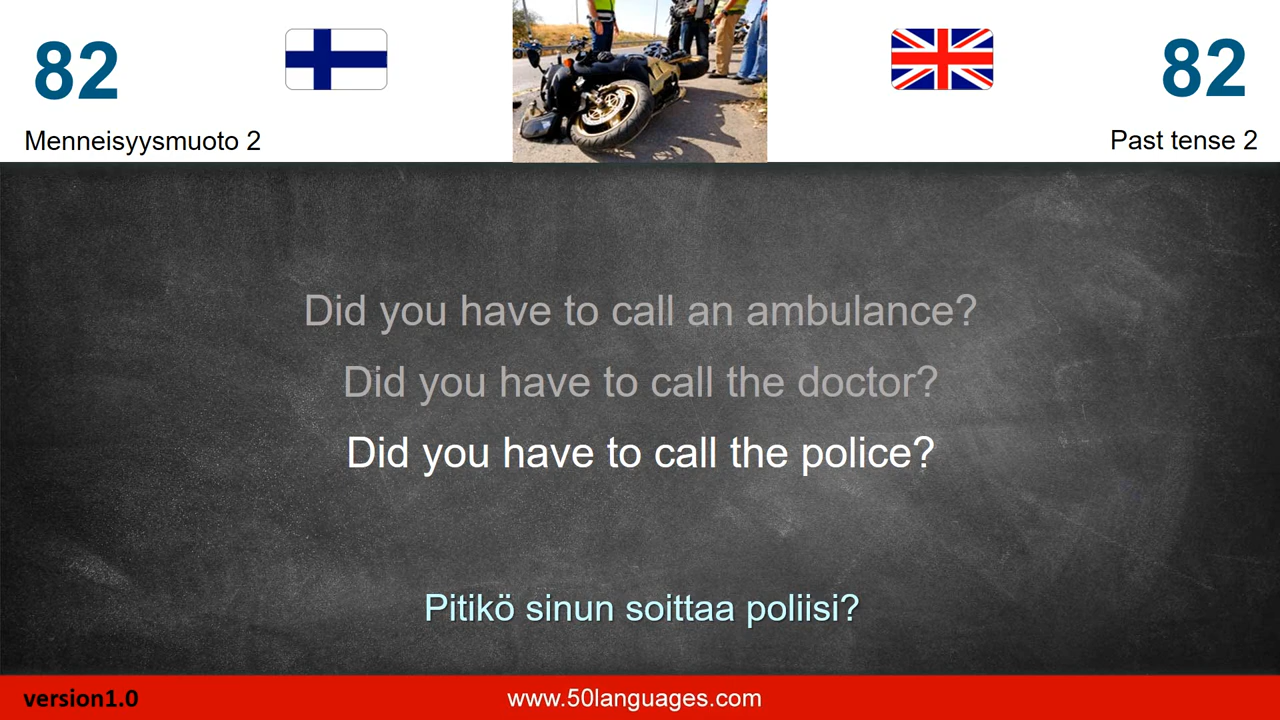 82
82
Menneisyysmuoto 2
Past tense 2
Did you have to call an ambulance?
Did you have to call the doctor?
Did you have to call the police?
Pitikö sinun soittaa poliisi?
version1.0
www.50languages.com